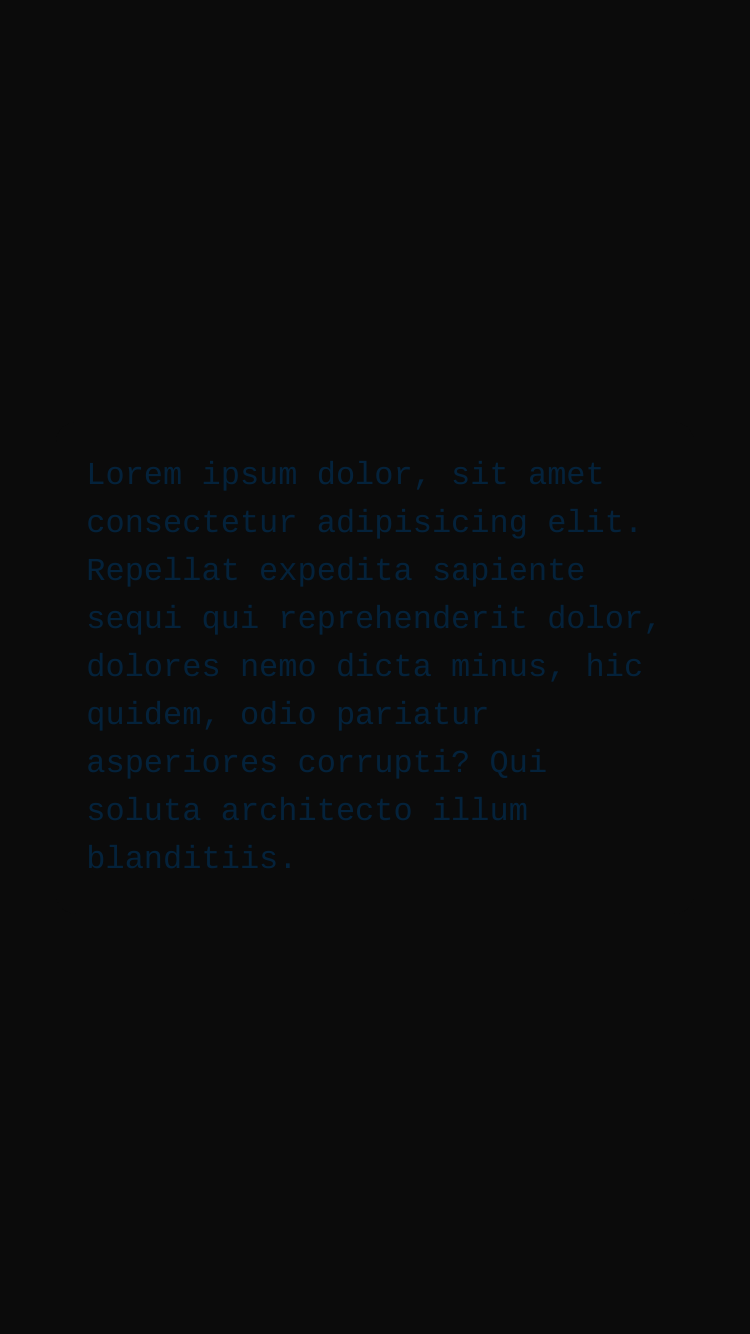 Lorem ipsum dolor, sit amet
consectetur adipisicing elit.
Repellat expedita sapiente
sequi qui reprehenderit dolor,
dolores nemo dicta minus, hic
quidem, odio pariatur
asperiores corrupti? Qui
soluta architecto illum
blanditiis.